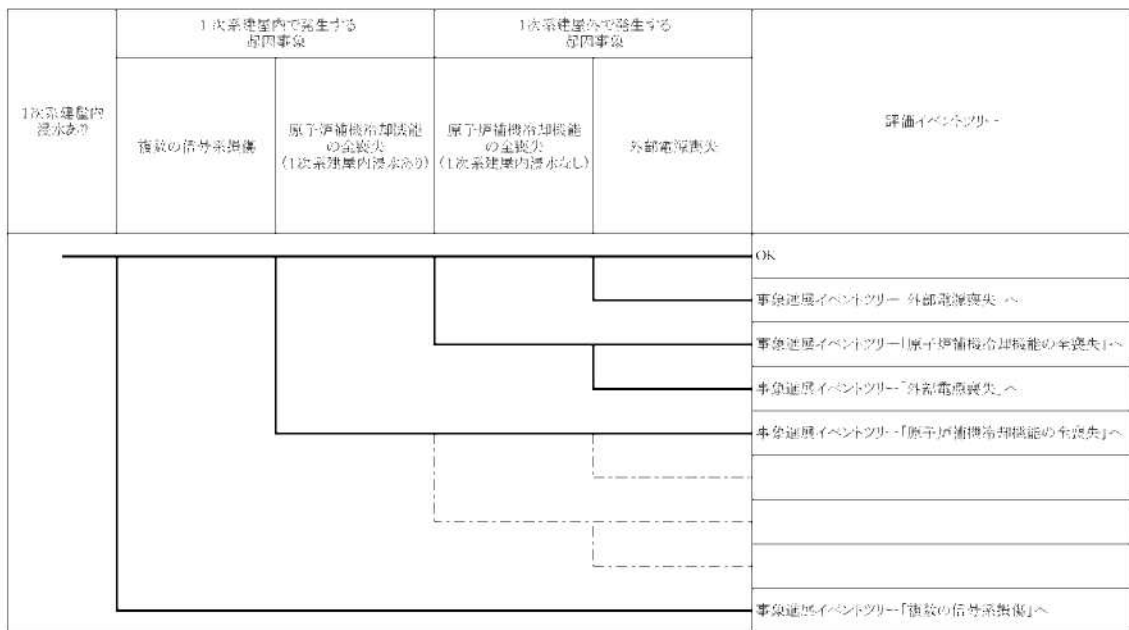 1次系建屋内で発生する
起因事象
1次系建屋外で発生する
起因事象
1次系建屋内
浸水あり
複数の信号系損傷
原子炉補機冷却機能
の全喪失
(1次系建屋内浸水あり)
原子炉補機冷却機能
の全喪失
(1次系建屋内浸水なし)
外部電源喪失
評価イベントツリー
OK
事象進展イベントツリー 外部電源喪失 へ
事象進展イベントツリー「原子炉補機冷却機能の全喪失」へ
事象進展イベントツリー「外部電源喪失」へ
事象進展イベントツリー「原子炉補機冷却機能の全喪失」へ
事象進展イベントツリー「複数の信号系損傷」へ